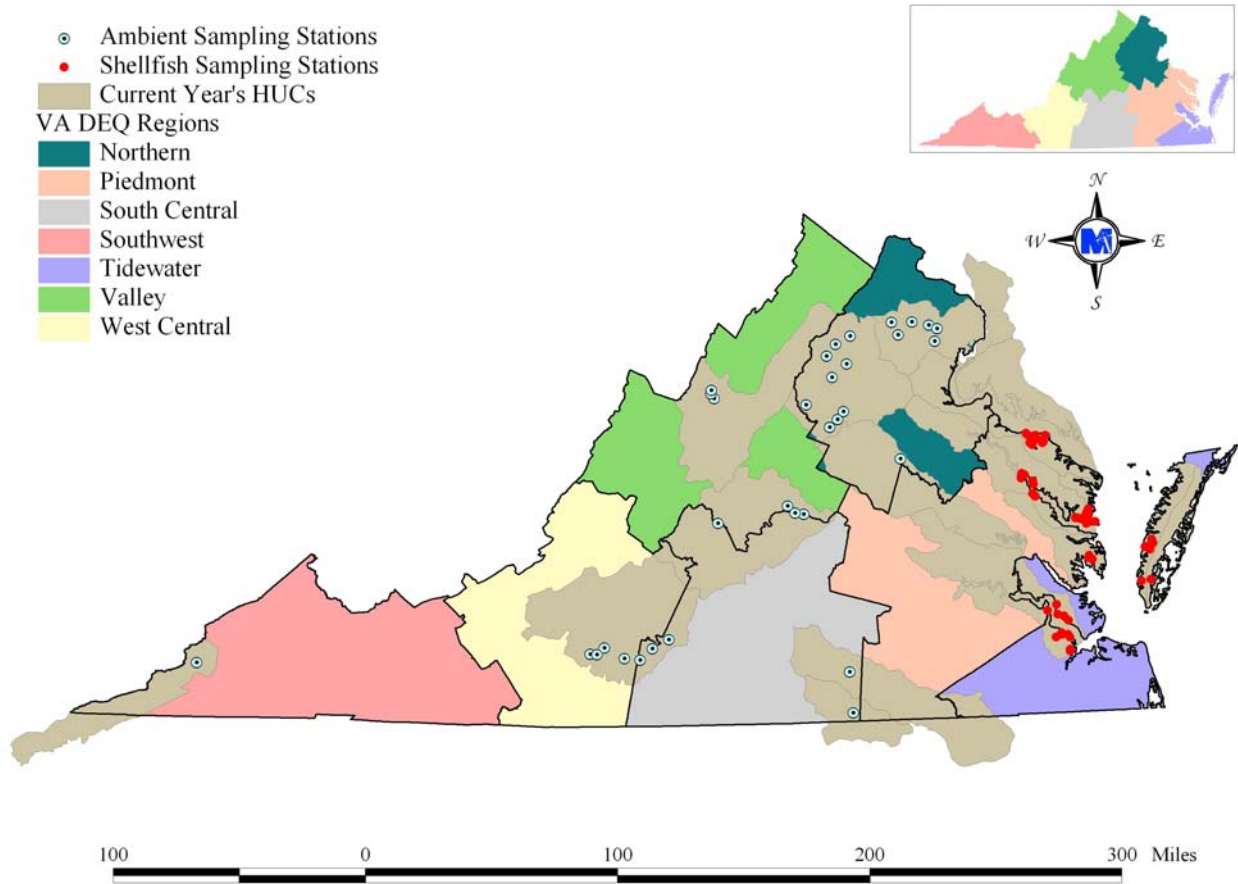 Ambient Sampling Stations
Shellfish Sampling Stations
Current Year's HUCs
VA DEQ Regions
Northern
Piedmont
South Central
Southwest
Tidewater
Valley
West Central
N
W
M
E
S
100 0 100 200 300 Miles